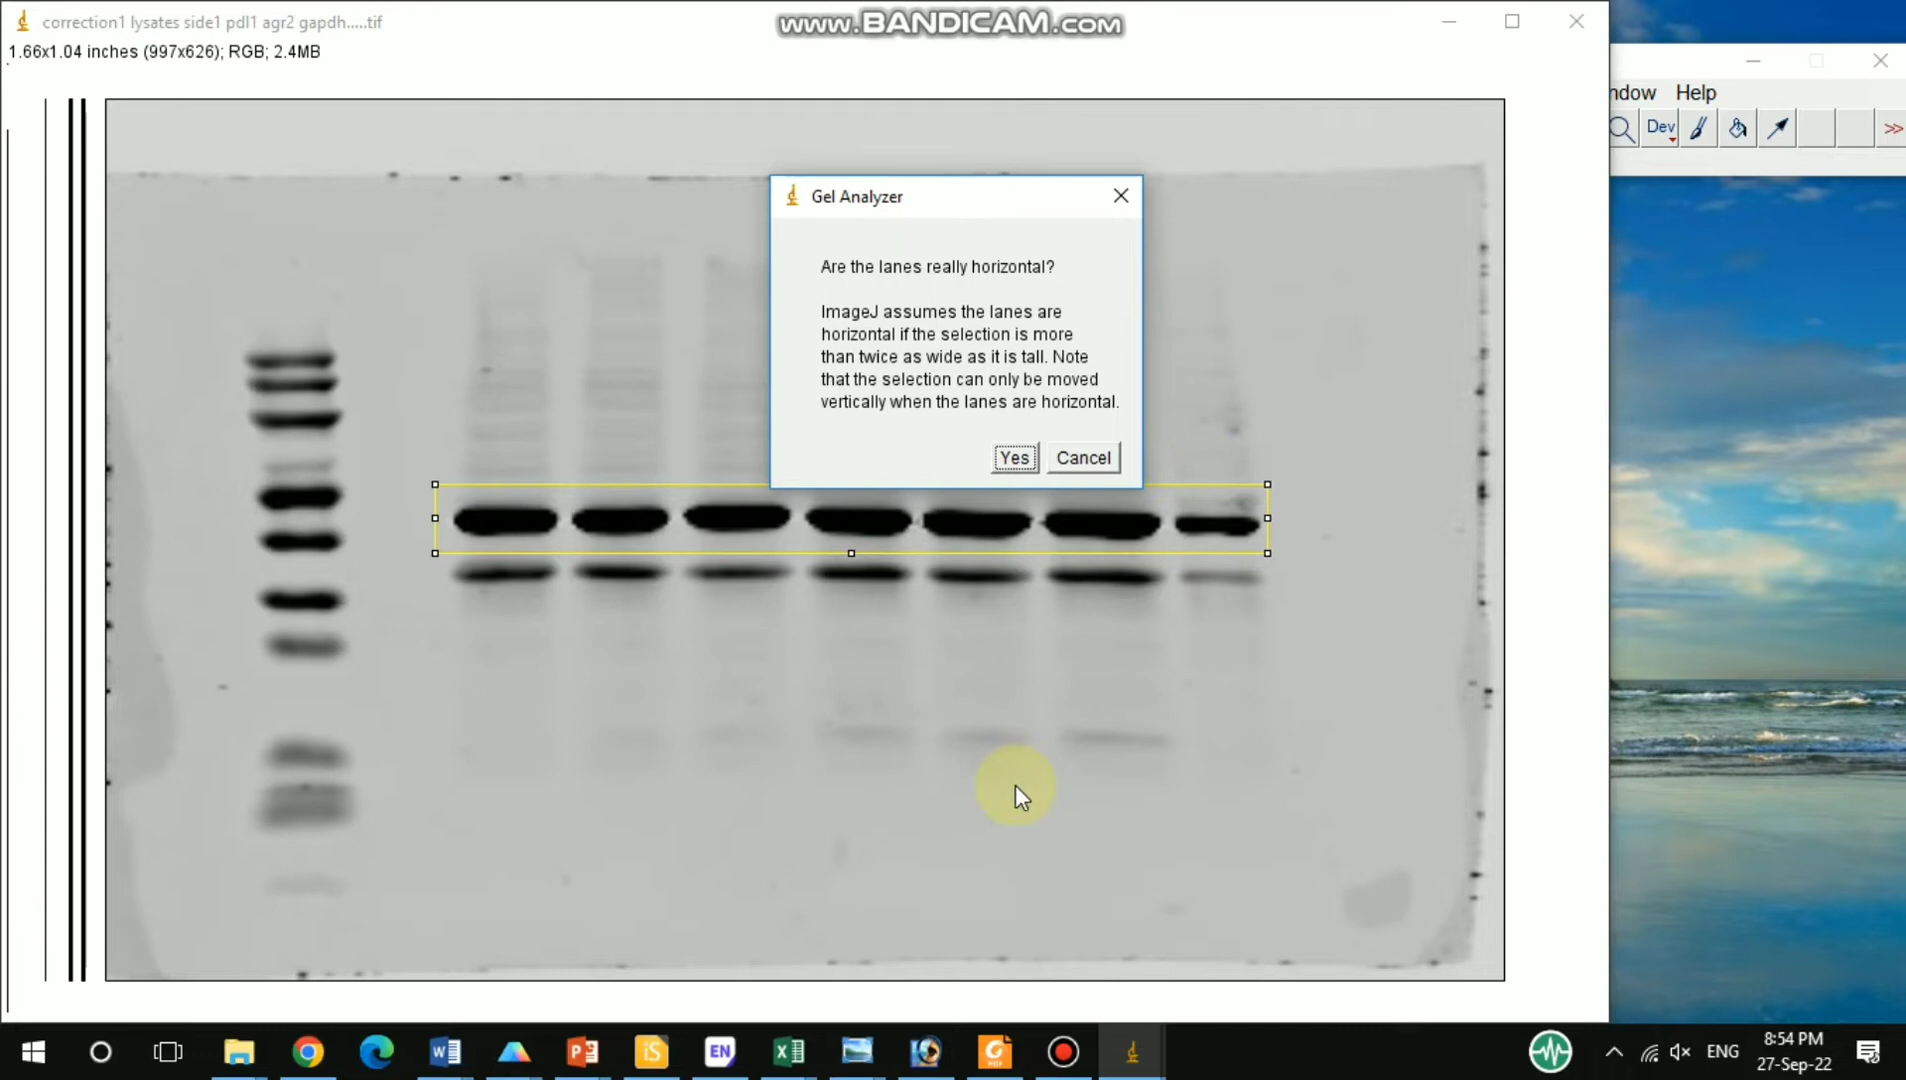 correction1 lysates side1 pdl1 agr2 gapdh.....tif
www.BANDICAM.com
1.66x1.04 inches (997x626); RGB; 2.4MB
ndow Help
Dev
>>
Gel Analyzer
Are the lanes really horizontal?
ImageJ assumes the lanes are
horizontal if the selection is more
than twice as wide as it is tall. Note
that the selection can only be moved
vertically when the lanes are horizontal.
Yes Cancel
iS
EN
ENG
8:54 PM
27-Sep-22